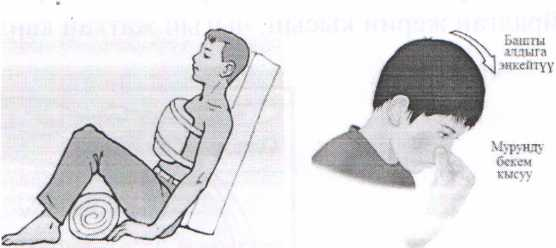 Башты
алдыга
эңкейтүү
Мурунду
бекем
кысуу